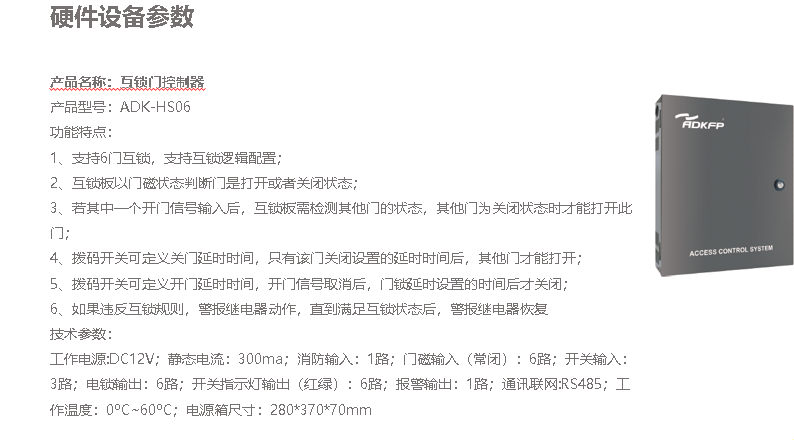 硬件设备参数
产品名称：互锁门控制器
产品型号：ADK-HS06
功能特点：
1、支持6门互锁，支持互锁逻辑配置；
2、互锁板以门磁状态判断门是打开或者关闭状态；
3、若其中一个开门信号输入后，互锁板需检测其他门的状态，其他门为关闭状态时才能打开此
门；
4、拨码开关可定义关门延时时间，只有该门关闭设置的延时时间后，其他门才能打开；
5、拨码开关可定义开门延时时间，开门信号取消后，门锁延时设置的时间后才关闭；
6、如果违反互锁规则，警报继电器动作，直到满足互锁状态后，警报继电器恢复
技术参数：
工作电源:DC12V；静态电流：300ma；消防输入：1路；门磁输入（常闭）：6路；开关输入：
3路；电锁输出：6路；开关指示灯输出（红绿）：6路；报警输出：1路；通讯联网:RS485；工
作温度：0ºC~60ºC；电源箱尺寸：280*370*70mm
ADKFP
ACCESS CONTROL SYSTEM